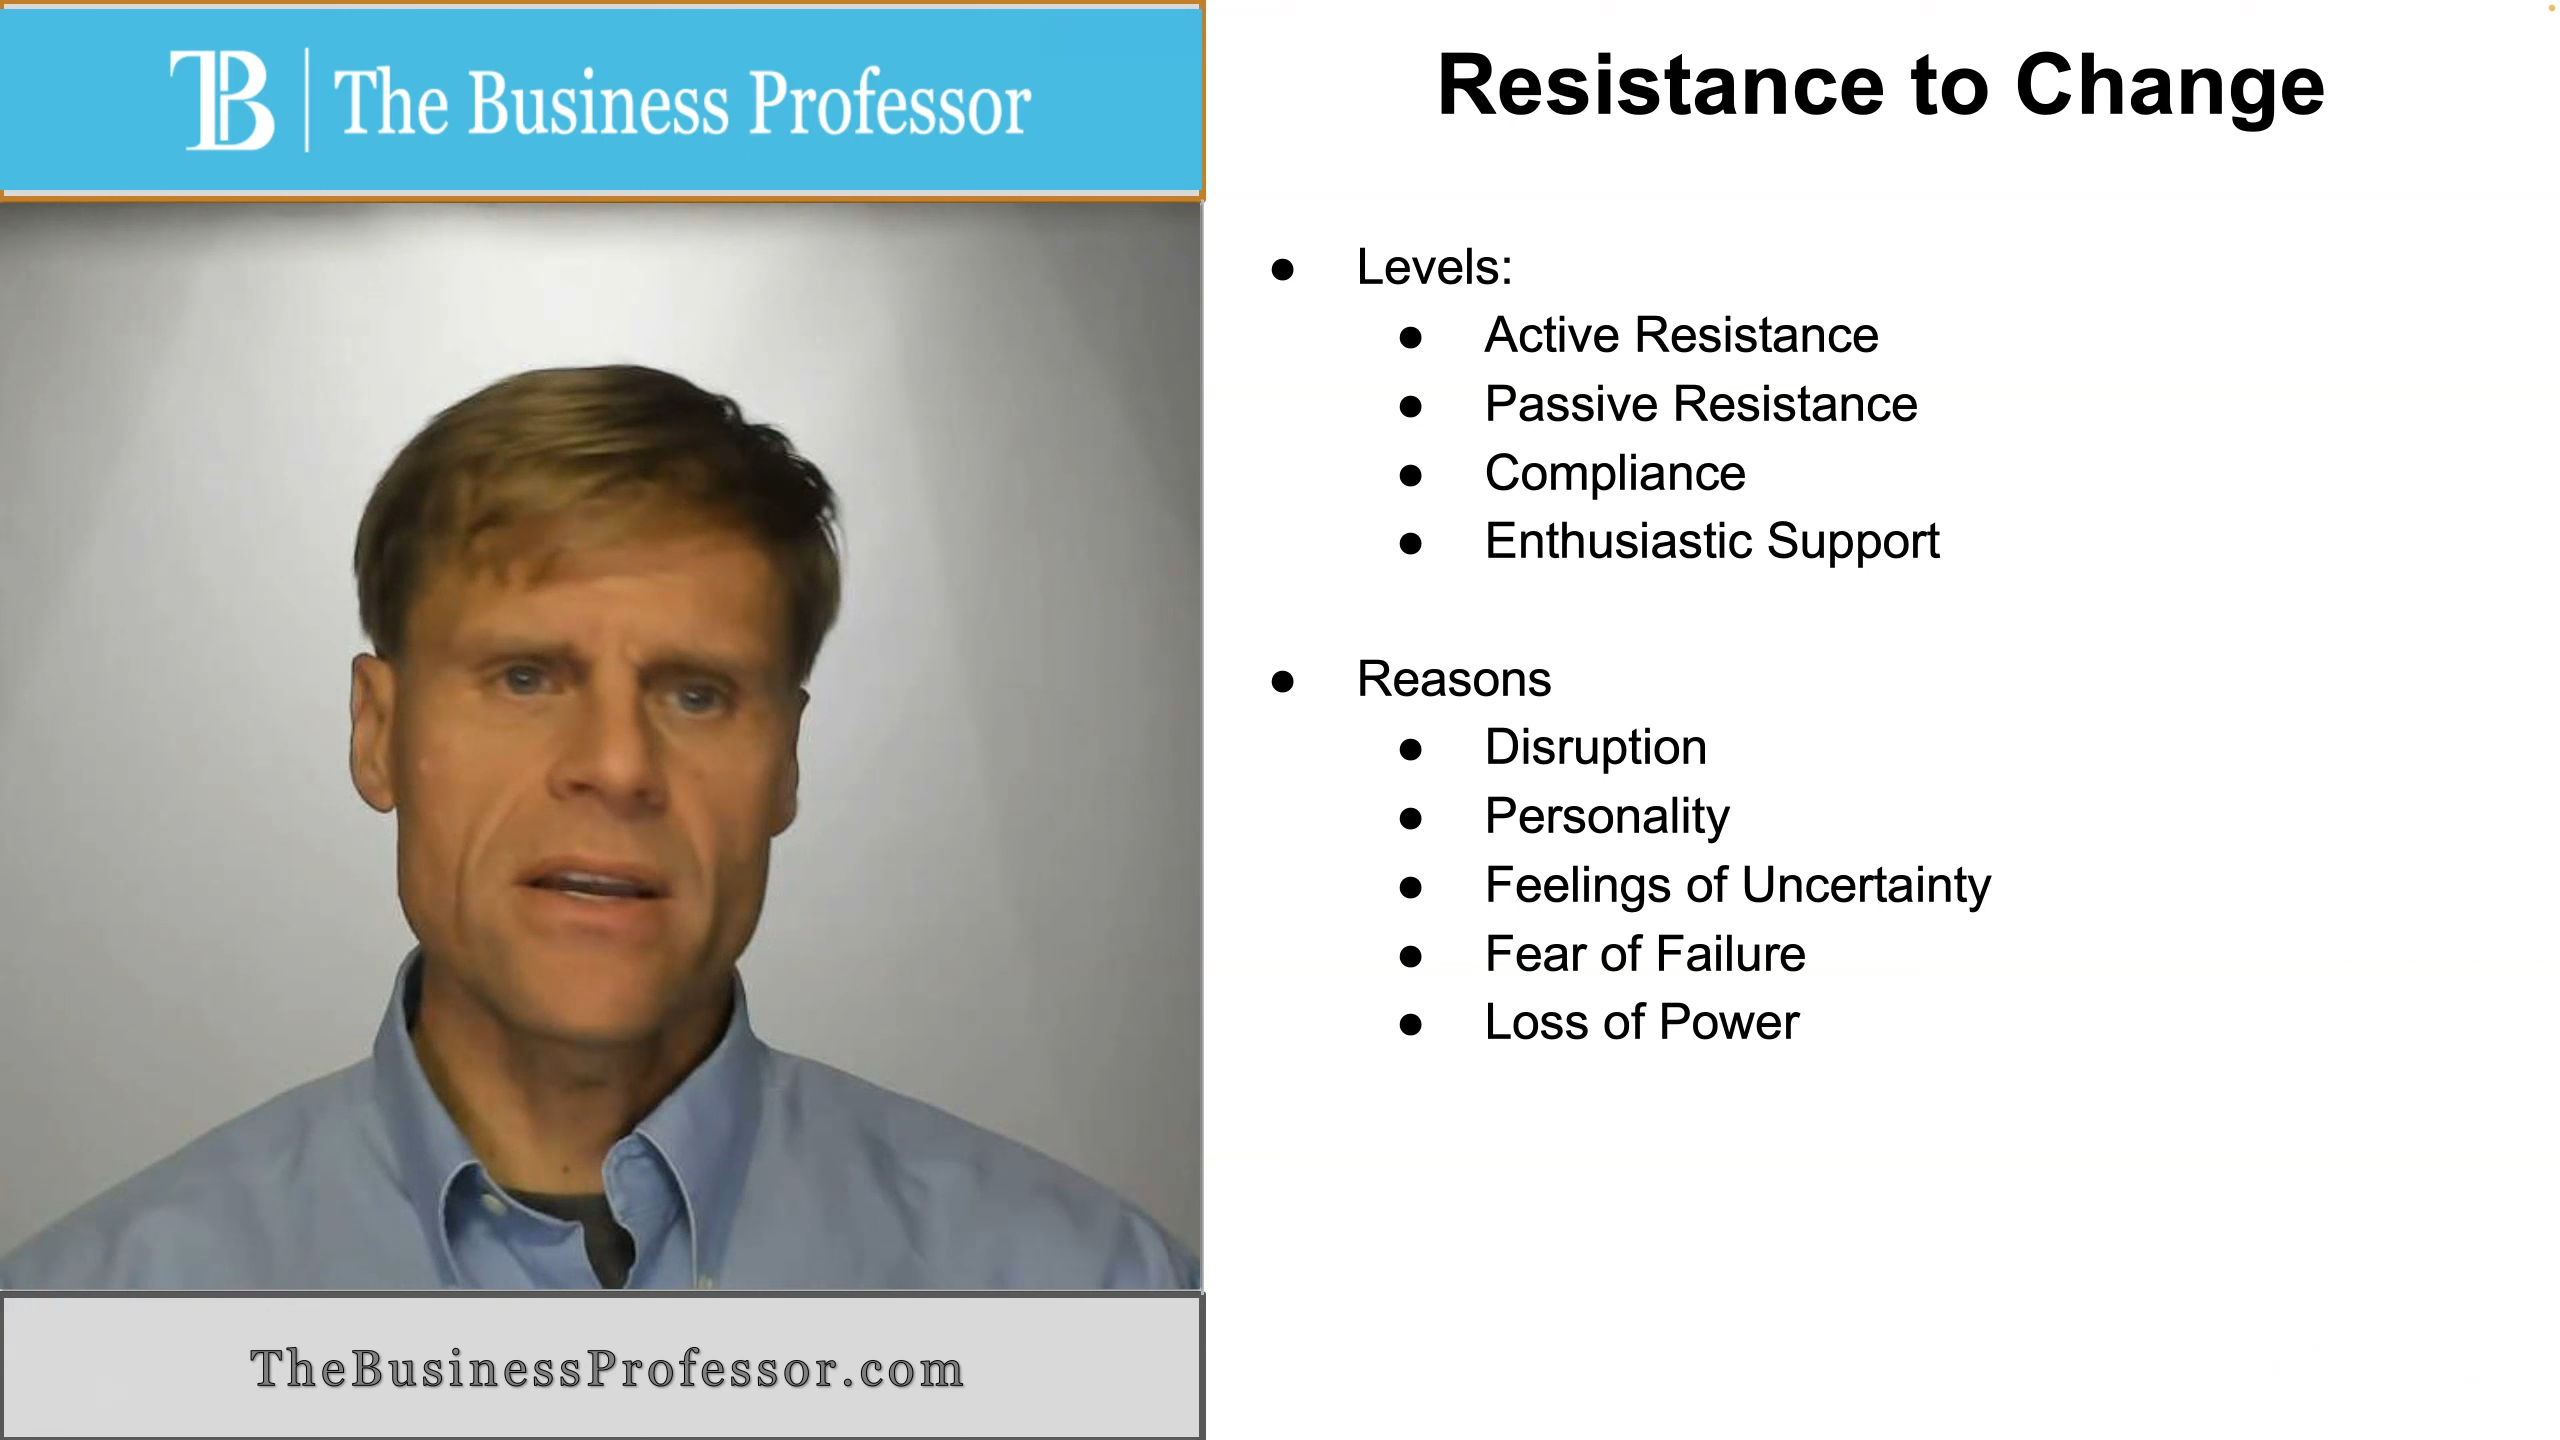 TB
The Business Professor
Resistance to Change
● Levels:
● Active Resistance
● Passive Resistance
● Compliance
● Enthusiastic Support
● Reasons
● Disruption
● Personality
● Feelings of Uncertainty
● Fear of Failure
● Loss of Power
TheBusinessProfessor.com